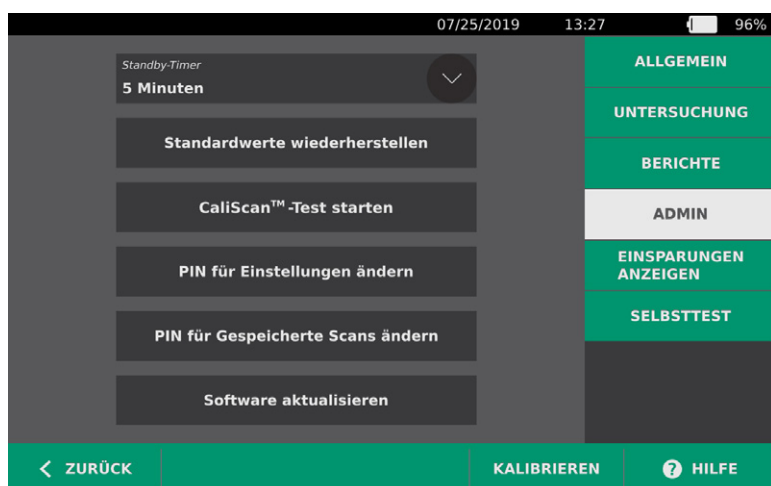 07/25/2019 13:27 96%
Standby-Timer
5 Minuten
Standardwerte wiederherstellen
CaliScan™-Test starten
PIN für Einstellungen ändern
PIN für Gespeicherte Scans ändern
Software aktualisieren
ALLGEMEIN
UNTERSUCHUNG
BERICHTE
ADMIN
EINSPARUNGEN
ANZEIGEN
SELBSTTEST
ZURÜCK
KALIBRIEREN
? HILFE